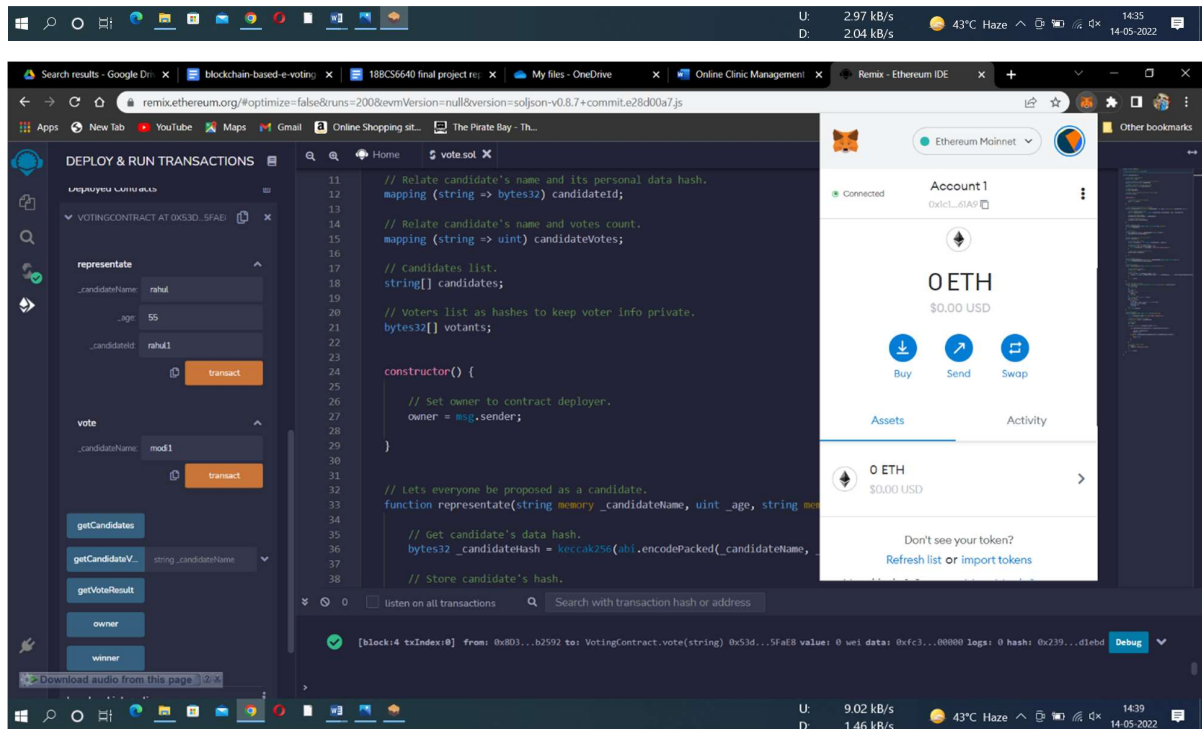 U: 2.97 kB/s
D: 2.04 kB/s
43°C Haze
14:35
14-05-2022
Search results - Google Dri
blockchain-based-e-voting
18BCS6640 final project rep
My files - OneDrive
Online Clinic Management
Remix - Ethereum IDE
remix.ethereum.org/#optimize=false&runs=200&evmVersion=null&version=soljson-v0.8.7+commit.e28d00a7.js
Apps
New Tab
YouTube
Maps
Gmail
Online Shopping sit...
The Pirate Bay - Th...
Other bookmarks
DEPLOY & RUN TRANSACTIONS
Deployed Contracts
VOTINGCONTRACT AT 0X53D...5FAE
representate
_candidateName: rahul
_age: 55
_candidateId: rahul1
transact
vote
_candidateName: modi1
transact
getCandidates
getCandidateV... string _candidateName
getVoteResult
owner
winner
Download audio from this page
Home
vote.sol
11 // Relate candidate's name and its personal data hash.
12 mapping (string => bytes32) candidateId;
13
14 // Relate candidate's name and votes count.
15 mapping (string => uint) candidateVotes;
16
17 // Candidates list.
18 string[] candidates;
19
20 // Voters list as hashes to keep voter info private.
21 bytes32[] votants;
22
23
24 constructor() {
25
26 // Set owner to contract deployer.
27 owner = msg.sender;
28
29 }
30
31
32 // Lets everyone be proposed as a candidate.
33 function representate(string memory _candidateName, uint _age, string mem
34
35 // Get candidate's data hash.
36 bytes32 _candidateHash = keccak256(abi.encodePacked(_candidateName, _
37
38 // Store candidate's hash.
0
listen on all transactions
Search with transaction hash or address
[block:4 txIndex:0] from: 0x8D3...b2592 to: VotingContract.vote(string) 0x53d...5FaE8 value: 0 wei data: 0xfc3...00000 logs: 0 hash: 0x239...d1ebd
Debug
>
Ethereum Mainnet
Connected
Account 1
0x1c1...61A9
0 ETH
$0.00 USD
Buy
Send
Swap
Assets
Activity
0 ETH
$0.00 USD
Don't see your token?
Refresh list or import tokens
U: 9.02 kB/s
D: 1.46 kB/s
43°C Haze
14:39
14-05-2022